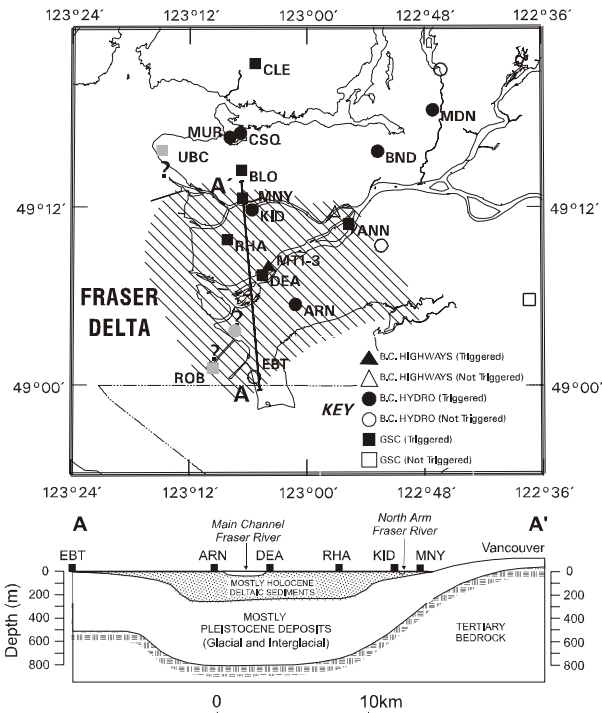 123°24′ 123°12′ 123°00′ 122°48′ 122°36′
CLE
MDN
MUR CSQ
UBC
BND
?
BLO
A′
MNY
49°12′ KID 49°12′
ANN
RHA
MT1-3
DEA
FRASER
DELTA
ARN
?
?
EBT
ROB
49°00′ 49°00′
A
KEY
B.C. HIGHWAYS (Triggered)
B.C. HIGHWAYS (Not Triggered)
B.C. HYDRO (Triggered)
B.C. HYDRO (Not Triggered)
GSC (Triggered)
GSC (Not Triggered)
123°24′ 123°12′ 123°00′ 122°48′ 122°36′
A A'
Main Channel
Fraser River
North Arm
Fraser River
EBT ARN DEA RHA KID MNY Vancouver
Depth (m)
0 0
200 200
400 400
600 600
800 800
MOSTLY HOLOCENE
DELTAIC SEDIMENTS
MOSTLY
PLEISTOCENE DEPOSITS
(Glacial and Interglacial)
TERTIARY
BEDROCK
0 10km